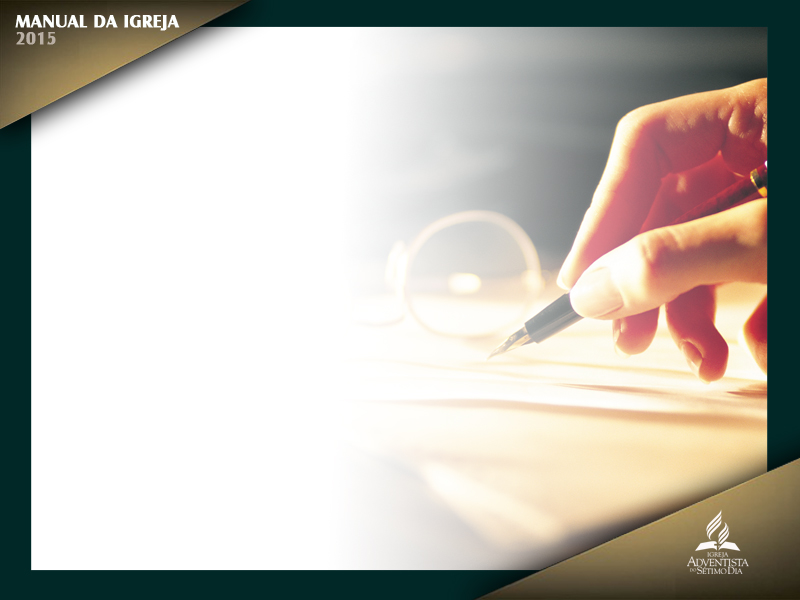 MANUAL DA IGREJA
2015
IGREJA
ADVENTISTA
DO SÉTIMO DIA